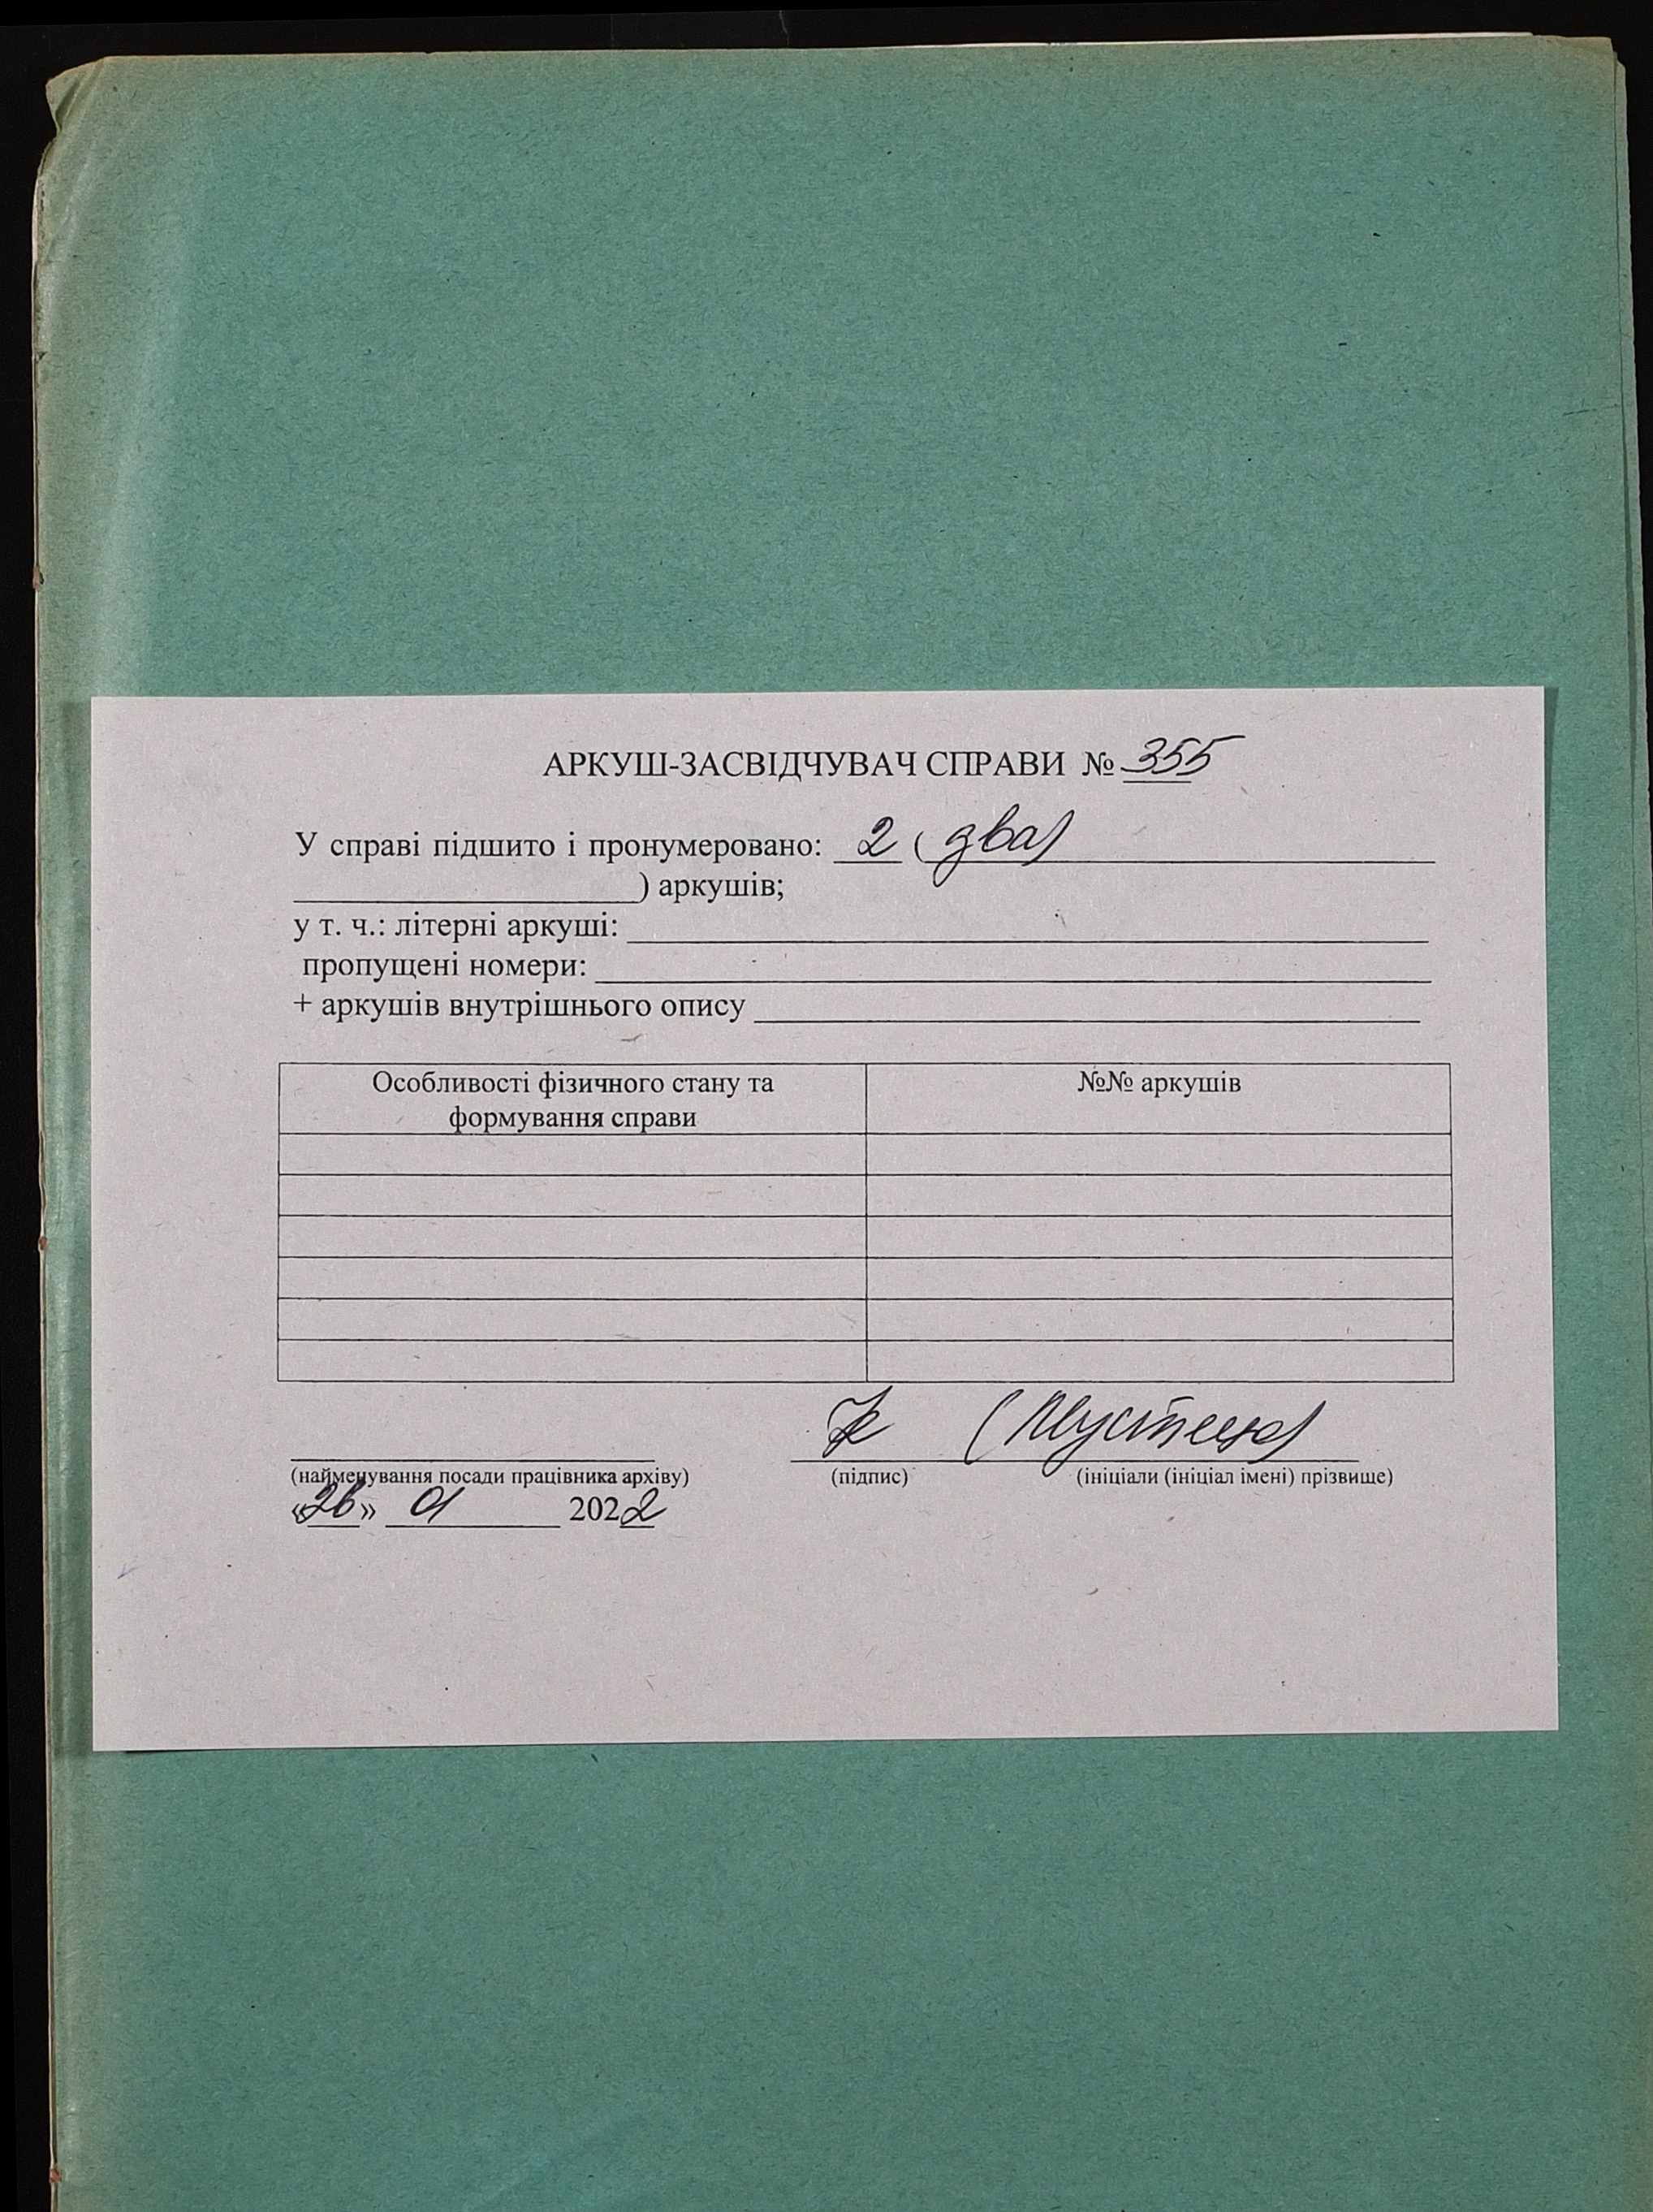 АРКУШ-ЗАСВІДЧУВАЧ СПРАВИ № 355
У справі підшито і пронумеровано: 2 (два)
) аркушів;
у т. ч.: літерні аркуші:
пропущені номери:
+ аркушів внутрішнього опису
Особливості фізичного стану та
формування справи
№№ аркушів
(найменування посади працівника архіву)
(підпис)
(ініціали (ініціал імені) прізвище)
«26» 01 2022